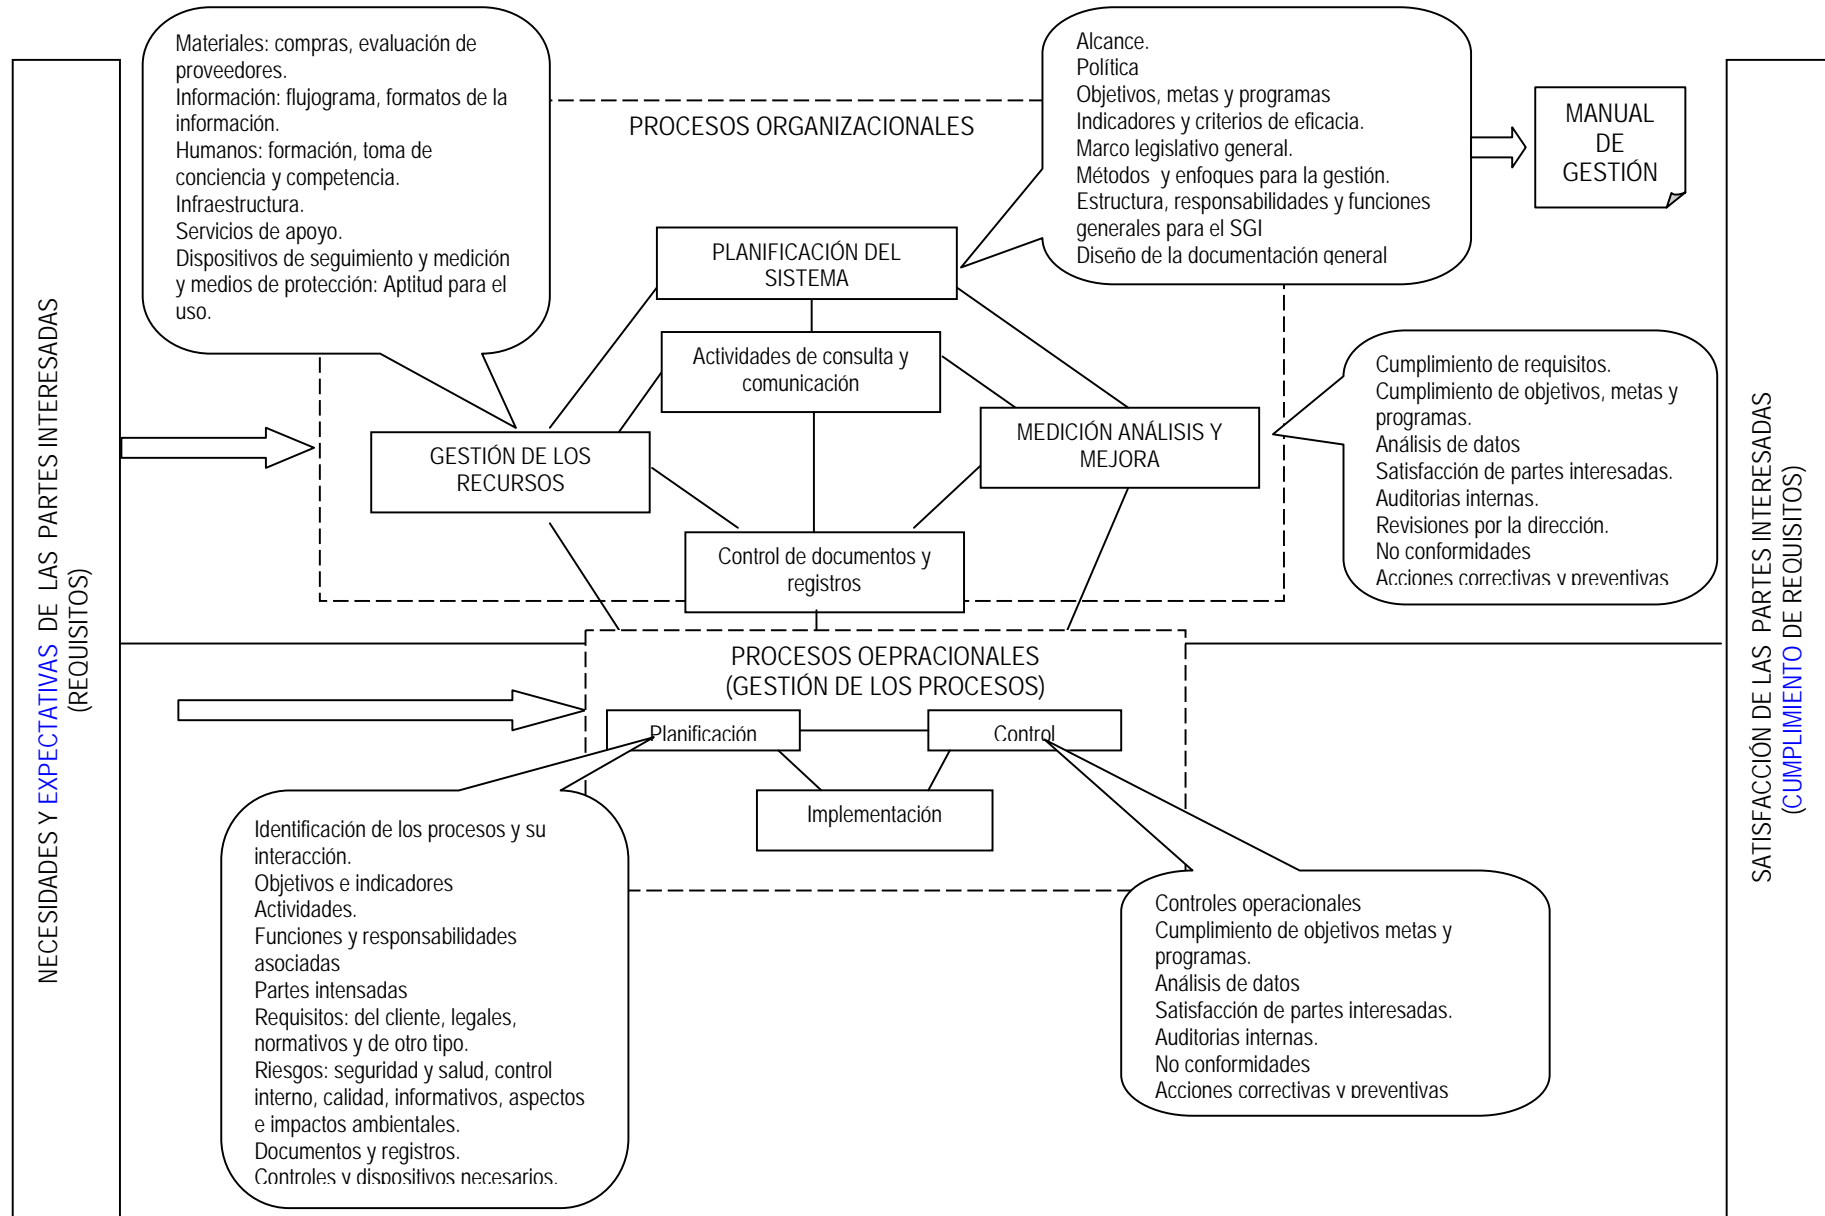 NECESIDADES Y EXPECTATIVAS DE LAS PARTES INTERESADAS
(REQUISITOS)
Materiales: compras, evaluación de
proveedores.
Información: flujograma, formatos de la
información.
Humanos: formación, toma de
conciencia y competencia.
Infraestructura.
Servicios de apoyo.
Dispositivos de seguimiento y medición
y medios de protección: Aptitud para el
uso.
PROCESOS ORGANIZACIONALES
Alcance.
Política
Objetivos, metas y programas
Indicadores y criterios de eficacia.
Marco legislativo general.
Métodos y enfoques para la gestión.
Estructura, responsabilidades y funciones
generales para el SGI
Diseño de la documentación general
MANUAL
DE
GESTIÓN
PLANIFICACIÓN DEL
SISTEMA
Actividades de consulta y
comunicación
GESTIÓN DE LOS
RECURSOS
MEDICIÓN ANÁLISIS Y
MEJORA
Control de documentos y
registros
Cumplimiento de requisitos.
Cumplimiento de objetivos, metas y
programas.
Análisis de datos
Satisfacción de partes interesadas.
Auditorias internas.
Revisiones por la dirección.
No conformidades
Acciones correctivas y preventivas
PROCESOS OEPRACIONALES
(GESTIÓN DE LOS PROCESOS)
Planificación
Control
Implementación
Identificación de los procesos y su
interacción.
Objetivos e indicadores
Actividades.
Funciones y responsabilidades
asociadas
Partes intensadas
Requisitos: del cliente, legales,
normativos y de otro tipo.
Riesgos: seguridad y salud, control
interno, calidad, informativos, aspectos
e impactos ambientales.
Documentos y registros.
Controles y dispositivos necesarios.
Controles operacionales
Cumplimiento de objetivos metas y
programas.
Análisis de datos
Satisfacción de partes interesadas.
Auditorias internas.
No conformidades
Acciones correctivas y preventivas
SATISFACCIÓN DE LAS PARTES INTERESADAS
(CUMPLIMIENTO DE REQUISITOS)